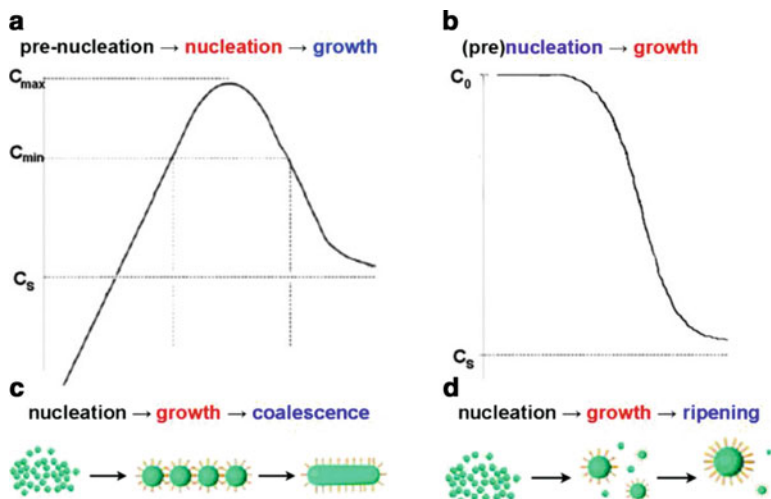 a
pre-nucleation → nucleation → growth
Cmax
Cmin
Cs
b
(pre)nucleation → growth
C0
Cs
c
nucleation → growth → coalescence
d
nucleation → growth → ripening